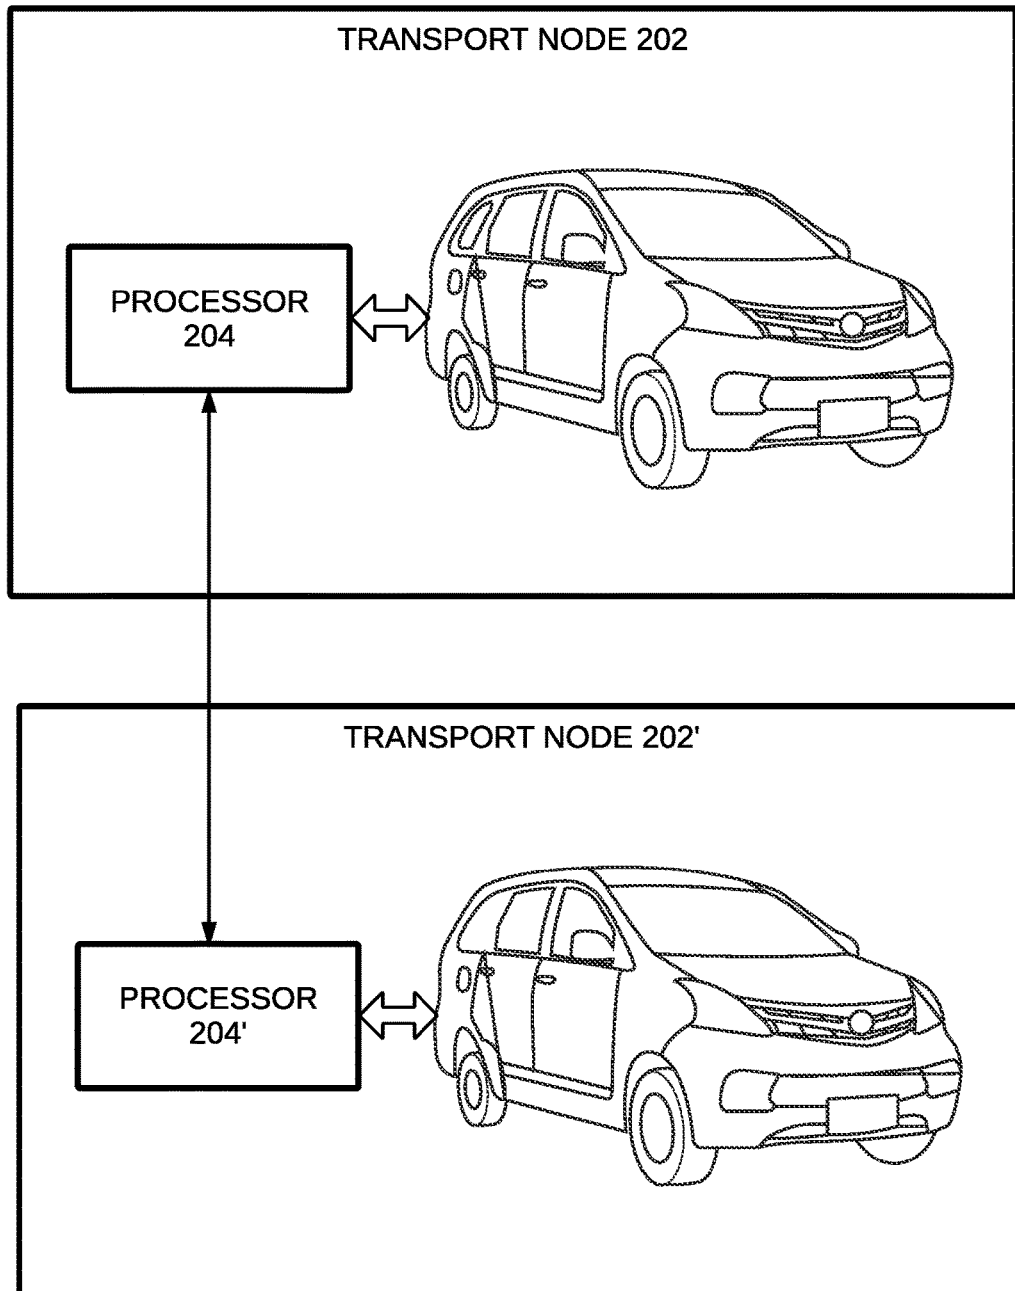 TRANSPORT NODE 202
PROCESSOR
204
TRANSPORT NODE 202'
PROCESSOR
204'